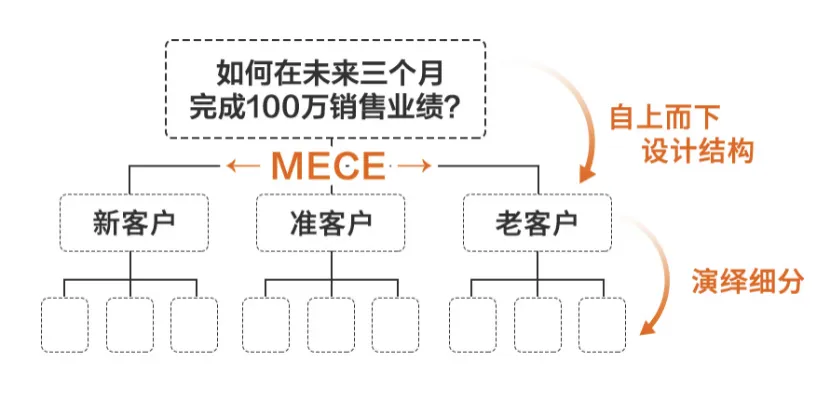 如何在未来三个月
完成100万销售业绩?
自上而下
设计结构
← MECE →
新客户
准客户
老客户
演绎细分